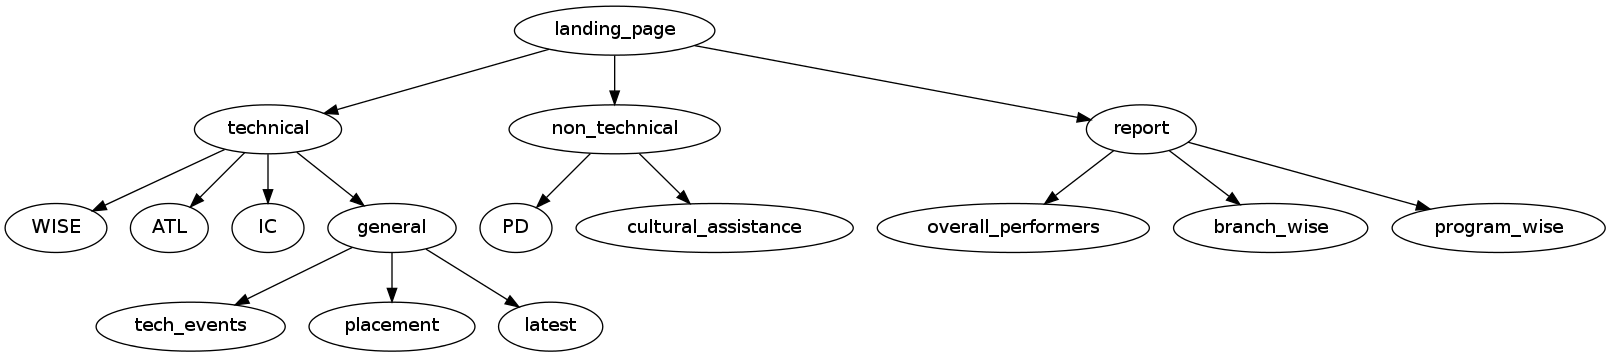 landing_page
technical
non_technical
report
WISE
ATL
IC
general
PD
cultural_assistance
overall_performers
branch_wise
program_wise
tech_events
placement
latest